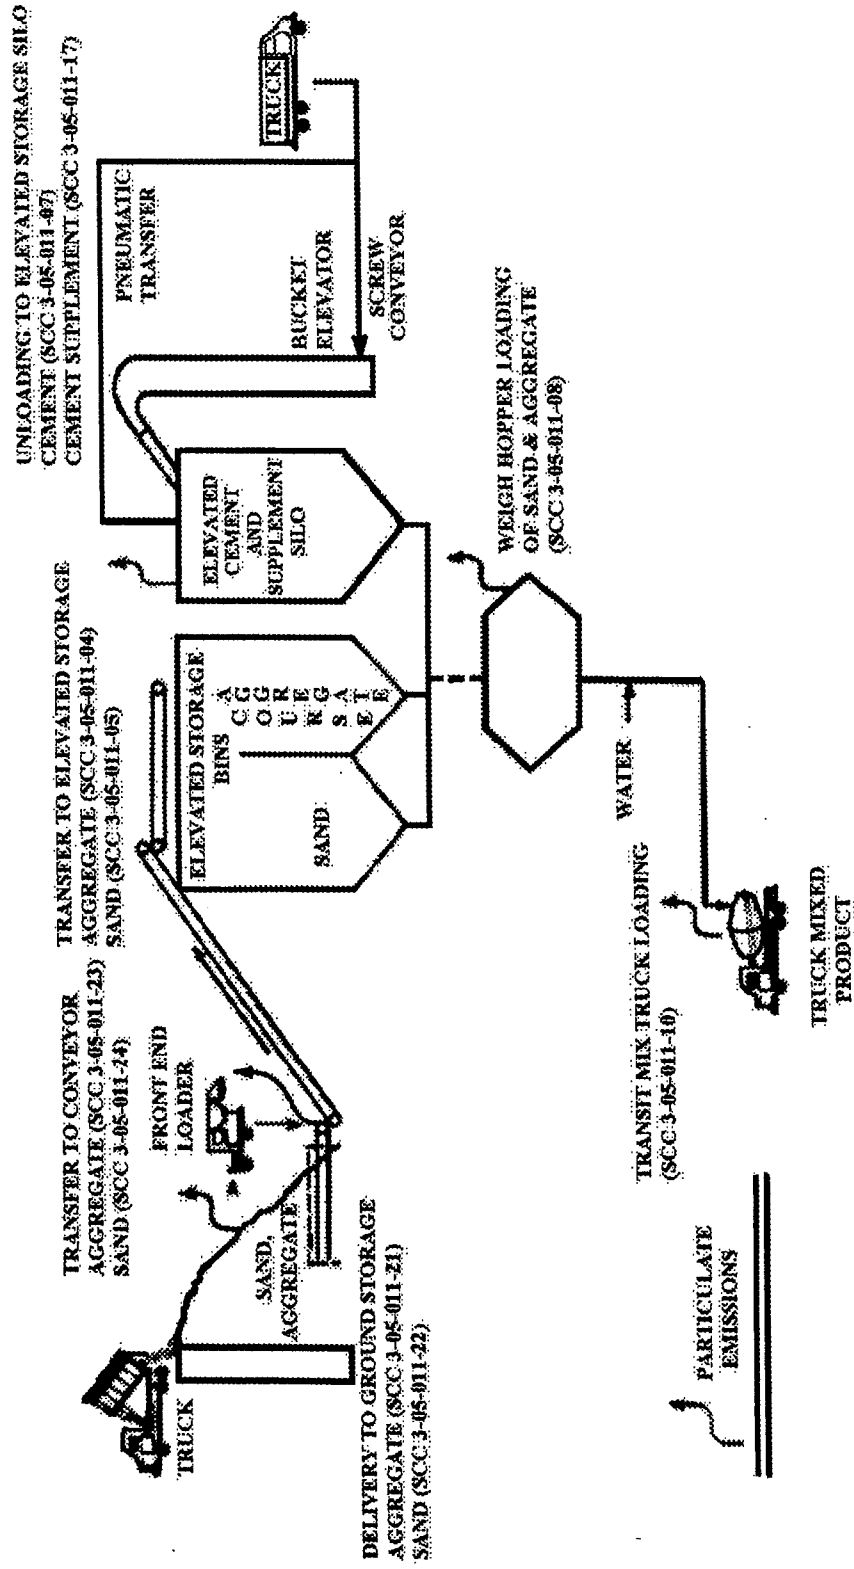 TRUCK
DELIVERY TO GROUND STORAGE
AGGREGATE (SCC 3-05-011-21)
SAND (SCC 3-05-011-22)
SAND,
AGGREGATE
TRANSFER TO CONVEYOR
AGGREGATE (SCC 3-05-011-23)
SAND (SCC 3-05-011-24)
FRONT END
LOADER
TRANSFER TO ELEVATED STORAGE
AGGREGATE (SCC 3-05-011-04)
SAND (SCC 3-05-011-05)
ELEVATED STORAGE
BINS
SAND
COURSE
AGGREGATE
UNLOADING TO ELEVATED STORAGE SILO
CEMENT (SCC 3-05-011-07)
CEMENT SUPPLEMENT (SCC 3-05-011-17)
ELEVATED
CEMENT
AND
SUPPLEMENT
SILO
PNEUMATIC
TRANSFER
BUCKET
ELEVATOR
SCREW
CONVEYOR
TRUCK
WEIGH HOPPER LOADING
OF SAND & AGGREGATE
(SCC 3-05-011-08)
WATER
TRANSIT MIX TRUCK LOADING
(SCC 3-05-011-10)
TRUCK MIXED
PRODUCT
PARTICULATE
EMISSIONS